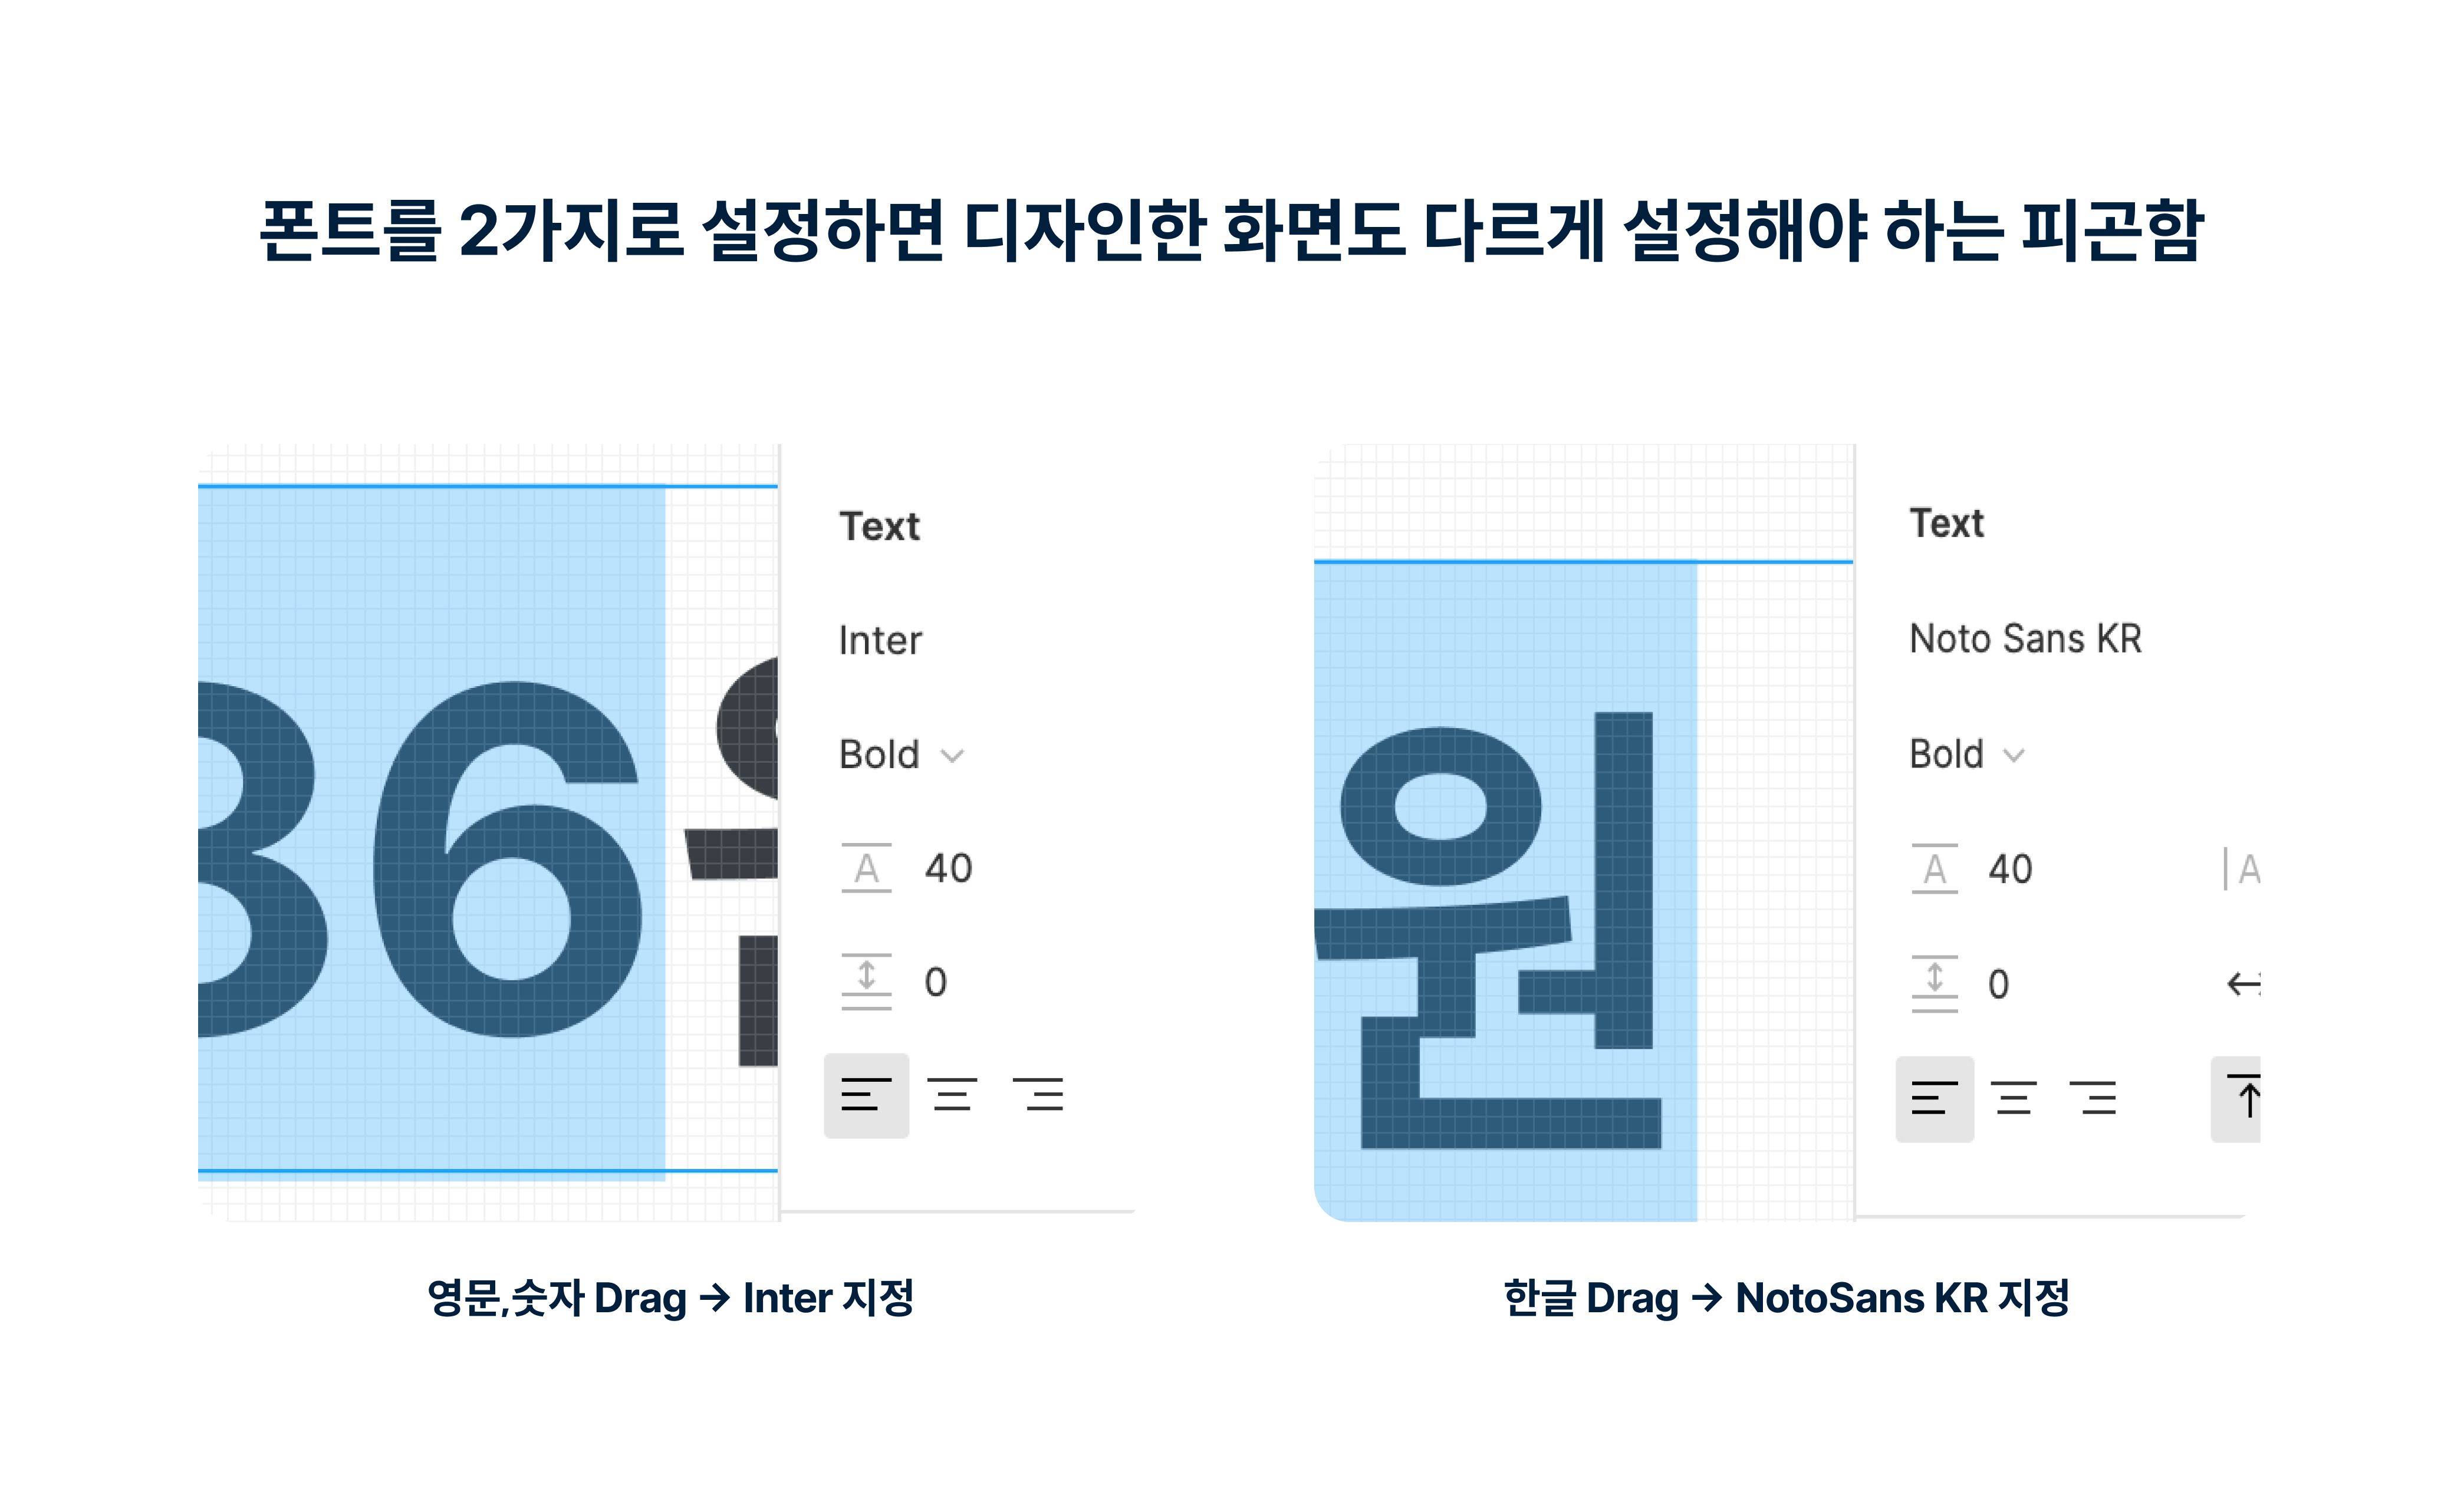 폰트를 2가지로 설정하면 디자인한 화면도 다르게 설정해야 하는 피곤함
36
Text
Inter
Bold
A 40
0
원
Text
Noto Sans KR
Bold
A 40 A
0
영문,숫자 Drag → Inter 지정
한글 Drag → NotoSans KR 지정